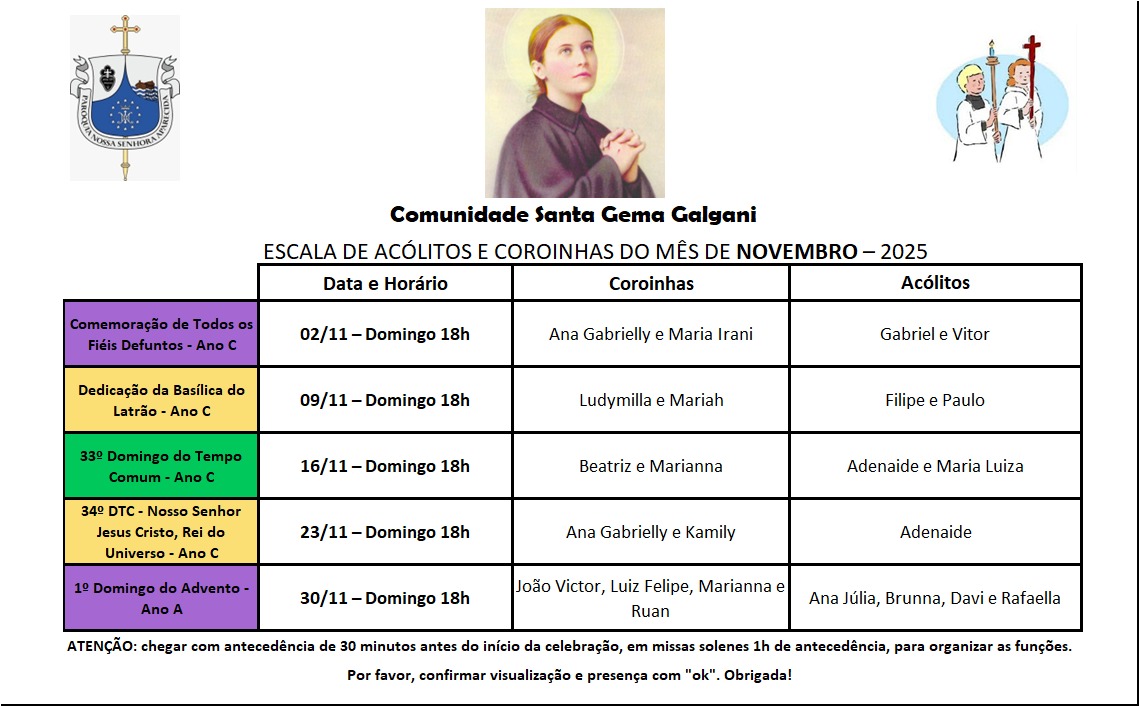 PAROQUIA NOSSA SENHORA APARECIDA
Comunidade Santa Gema Galgani
ESCALA DE ACÓLITOS E COROINHAS DO MÊS DE NOVEMBRO – 2025
Data e Horário
Coroinhas
Acólitos
Comemoração de Todos os
Fiéis Defuntos - Ano C
02/11 – Domingo 18h
Ana Gabrielly e Maria Irani
Gabriel e Vitor
Dedicação da Basílica do
Latrão - Ano C
09/11 – Domingo 18h
Ludymilla e Mariah
Filipe e Paulo
33º Domingo do Tempo
Comum - Ano C
16/11 – Domingo 18h
Beatriz e Marianna
Adenaide e Maria Luiza
34º DTC - Nosso Senhor
Jesus Cristo, Rei do
Universo - Ano C
23/11 – Domingo 18h
Ana Gabrielly e Kamily
Adenaide
1º Domingo do Advento -
Ano A
30/11 – Domingo 18h
João Victor, Luiz Felipe, Marianna e
Ruan
Ana Júlia, Brunna, Davi e Rafaella
ATENÇÃO: chegar com antecedência de 30 minutos antes do início da celebração, em missas solenes 1h de antecedência, para organizar as funções.
Por favor, confirmar visualização e presença com "ok". Obrigada!